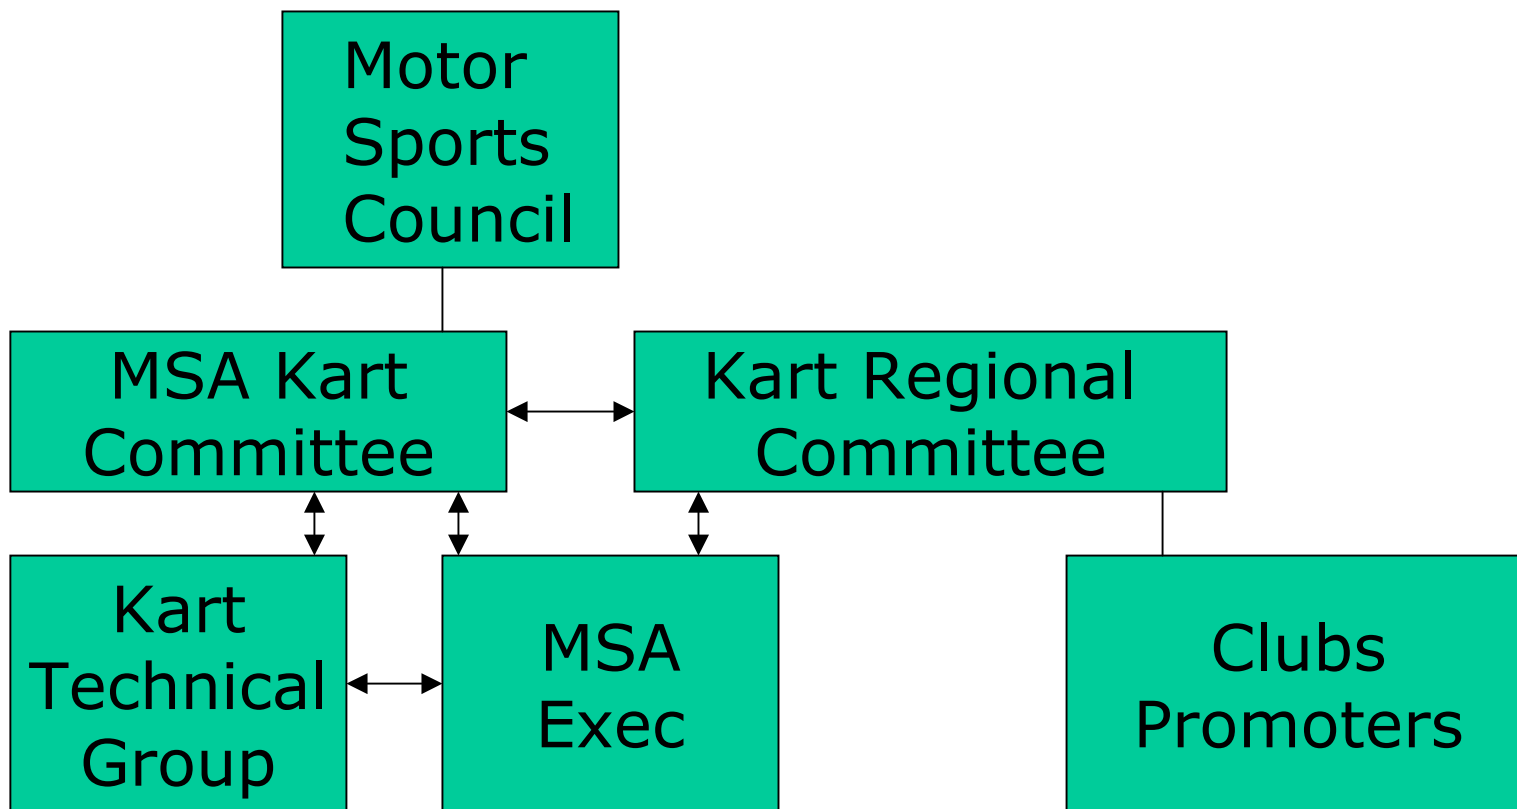 Motor
Sports
Council
MSA Kart
Committee
Kart Regional
Committee
Kart
Technical
Group
MSA
Exec
Clubs
Promoters